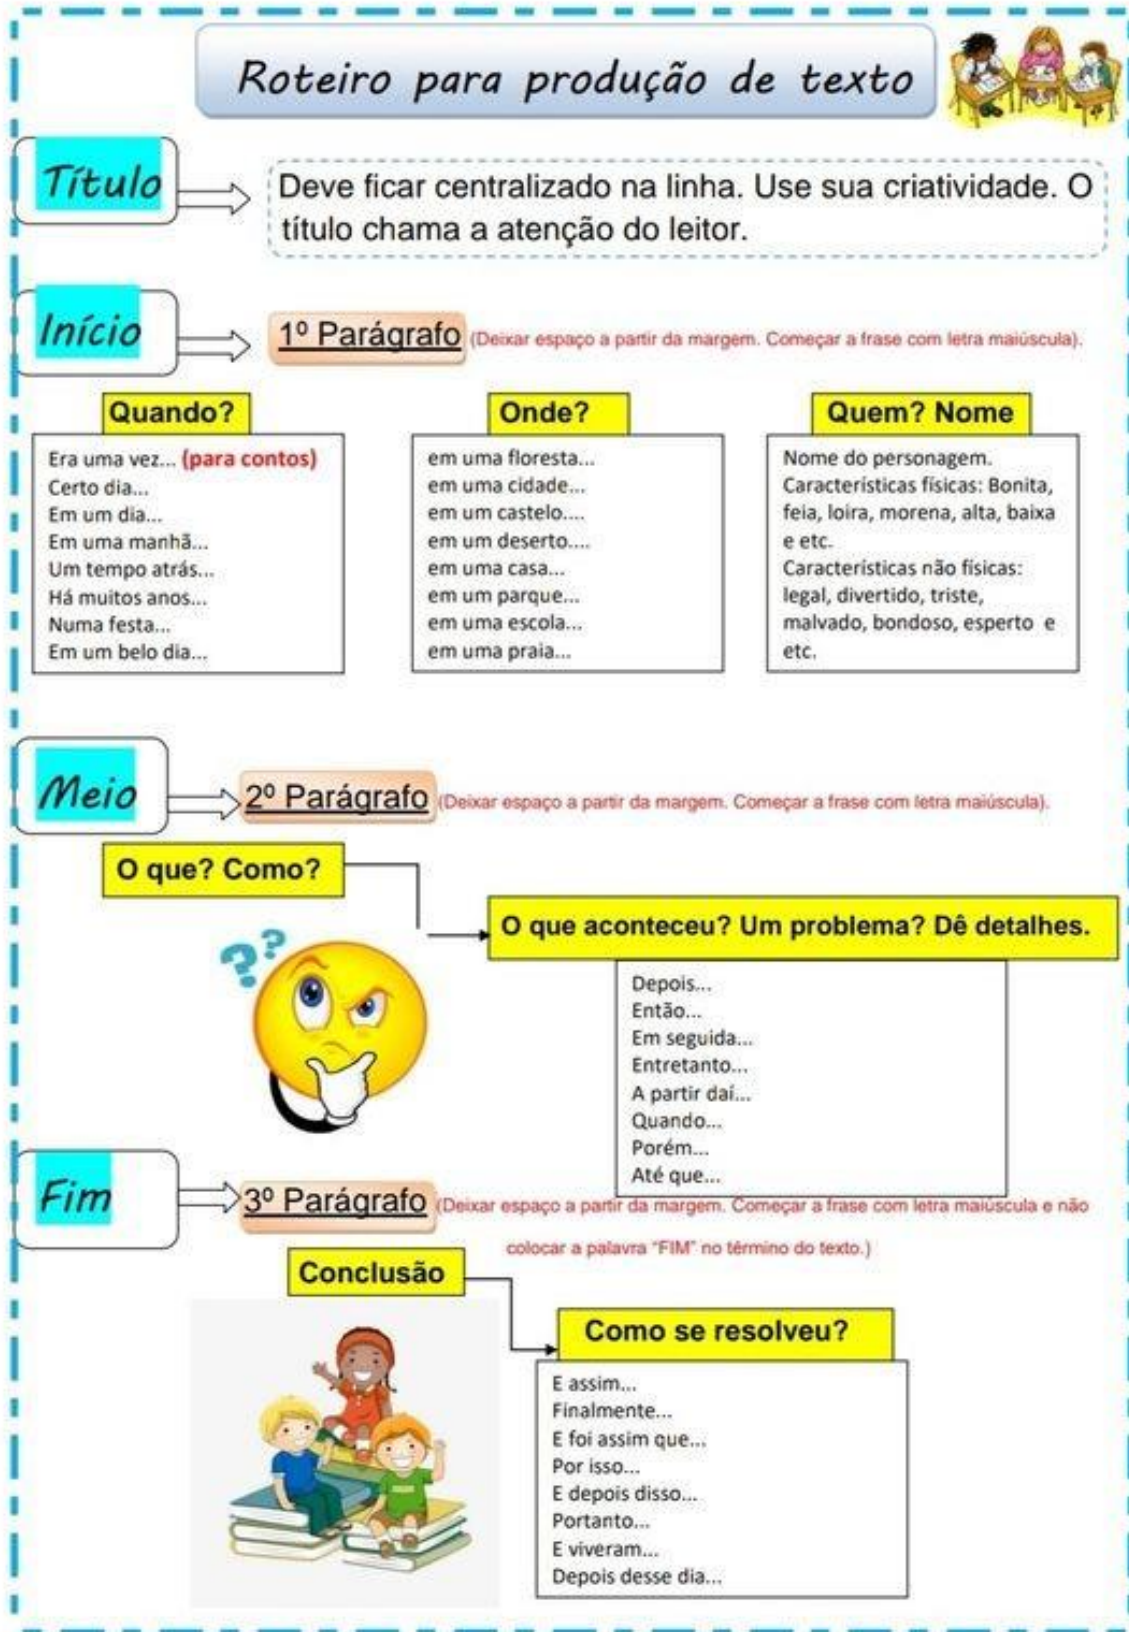 Roteiro para produção de texto
Título
Deve ficar centralizado na linha. Use sua criatividade. O
título chama a atenção do leitor.
Início
1º Parágrafo (Deixar espaço a partir da margem. Começar a frase com letra maiúscula).
Quando?
Era uma vez... (para contos)
Certo dia...
Em um dia...
Em uma manhã...
Um tempo atrás...
Há muitos anos...
Numa festa...
Em um belo dia...
Onde?
em uma floresta...
em uma cidade...
em um castelo....
em um deserto....
em uma casa...
em um parque...
em uma escola...
em uma praia...
Quem? Nome
Nome do personagem.
Características físicas: Bonita,
feia, loira, morena, alta, baixa
e etc.
Características não físicas:
legal, divertido, triste,
malvado, bondoso, esperto e
etc.
Meio
2º Parágrafo (Deixar espaço a partir da margem. Começar a frase com letra maiúscula).
O que? Como?
O que aconteceu? Um problema? Dê detalhes.
??
Depois...
Então...
Em seguida...
Entretanto...
A partir daí...
Quando...
Porém...
Até que...
Fim
3º Parágrafo (Deixar espaço a partir da margem. Começar a frase com letra maiúscula e não
colocar a palavra “FIM” no término do texto.)
Conclusão
Como se resolveu?
E assim...
Finalmente...
E foi assim que...
Por isso...
E depois disso...
Portanto...
E viveram...
Depois desse dia...